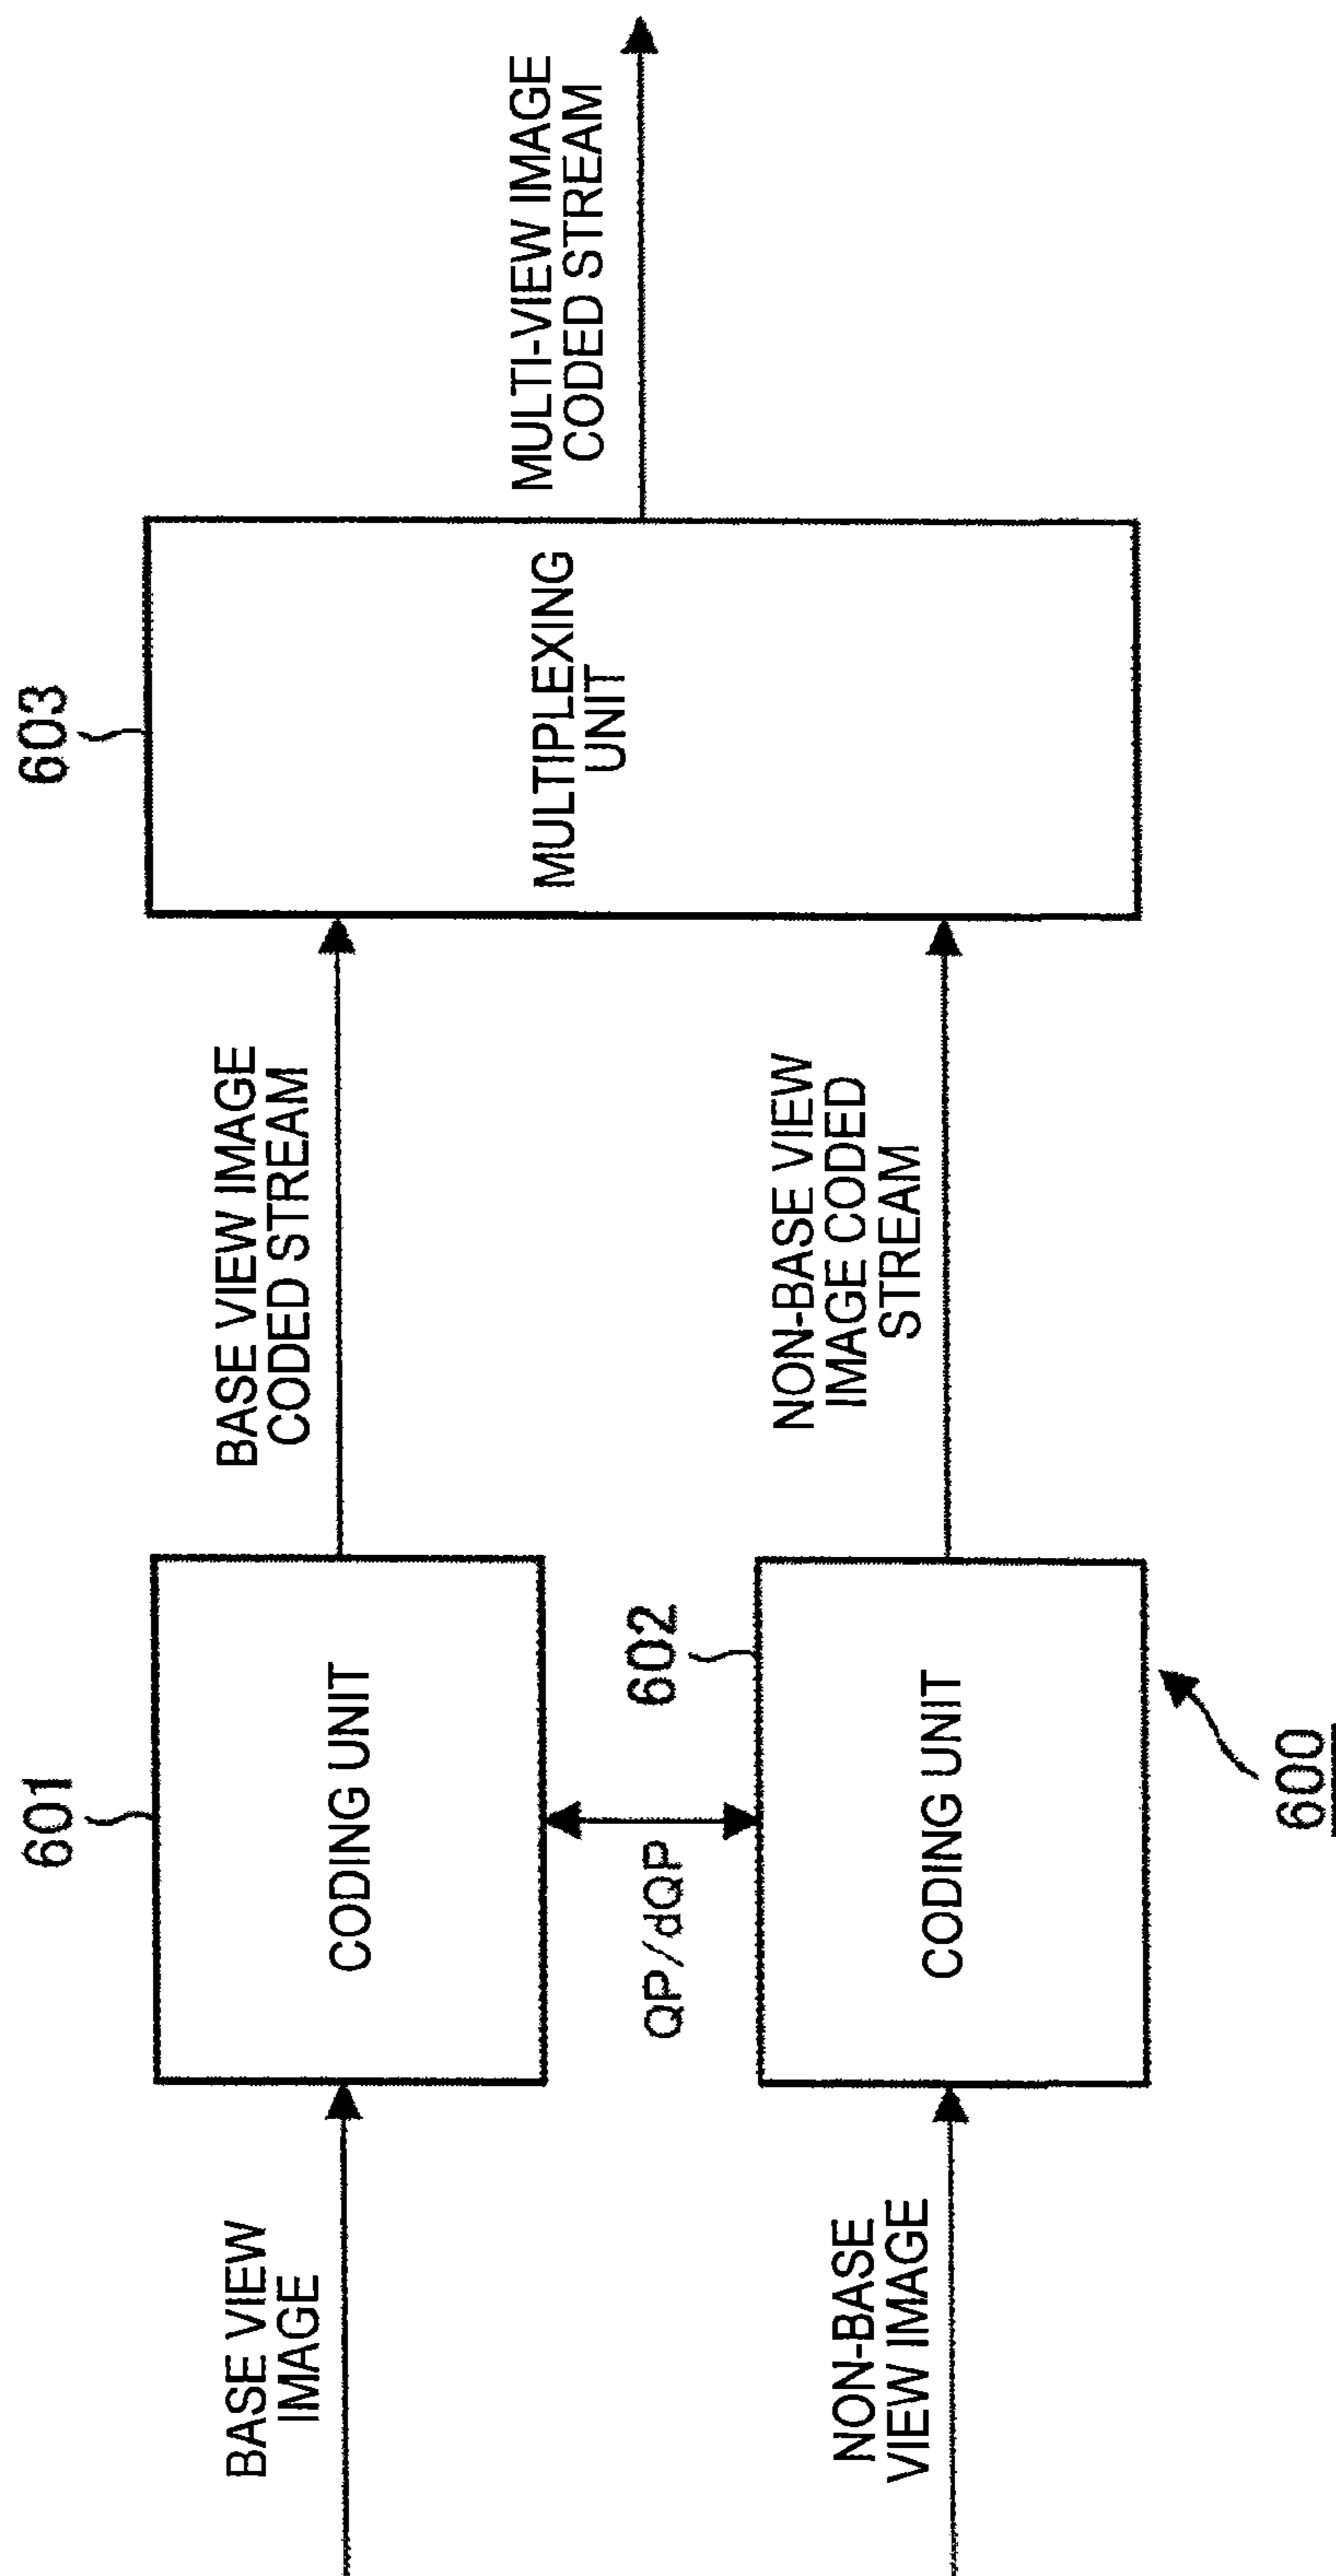 601
BASE VIEW
IMAGE
CODING UNIT
BASE VIEW IMAGE
CODED STREAM
603
MULTIPLEXING
UNIT
MULTI-VIEW IMAGE
CODED STREAM
QP/dQP
602
NON-BASE
VIEW IMAGE
CODING UNIT
NON-BASE VIEW
IMAGE CODED
STREAM
600